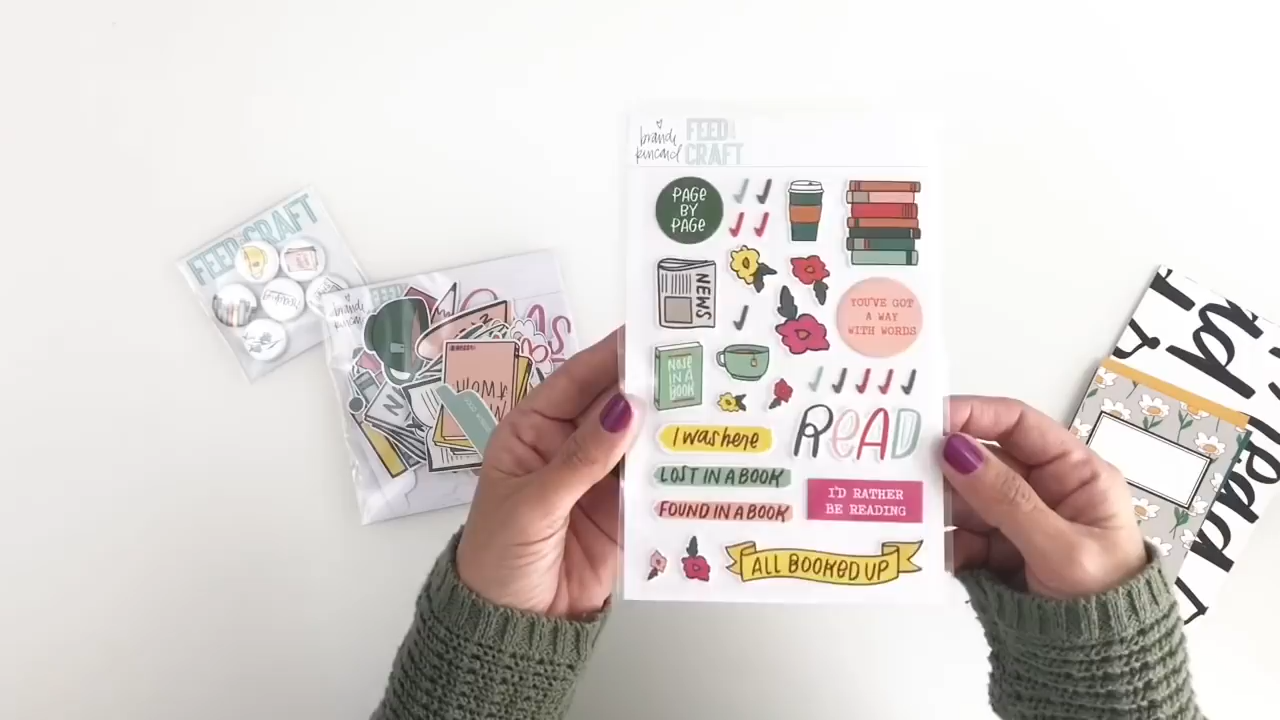 brandi
kincaid
FEED
CRAFT
PAGE
BY
PAGE
NEWS
YOU'VE GOT
A WAY
WITH WORDS
NOSE
IN A
BOOK
I was here
READ
LOST IN A BOOK
I'D RATHER
BE READING
FOUND IN A BOOK
ALL BOOKED UP
FEED
CRAFT
FEED